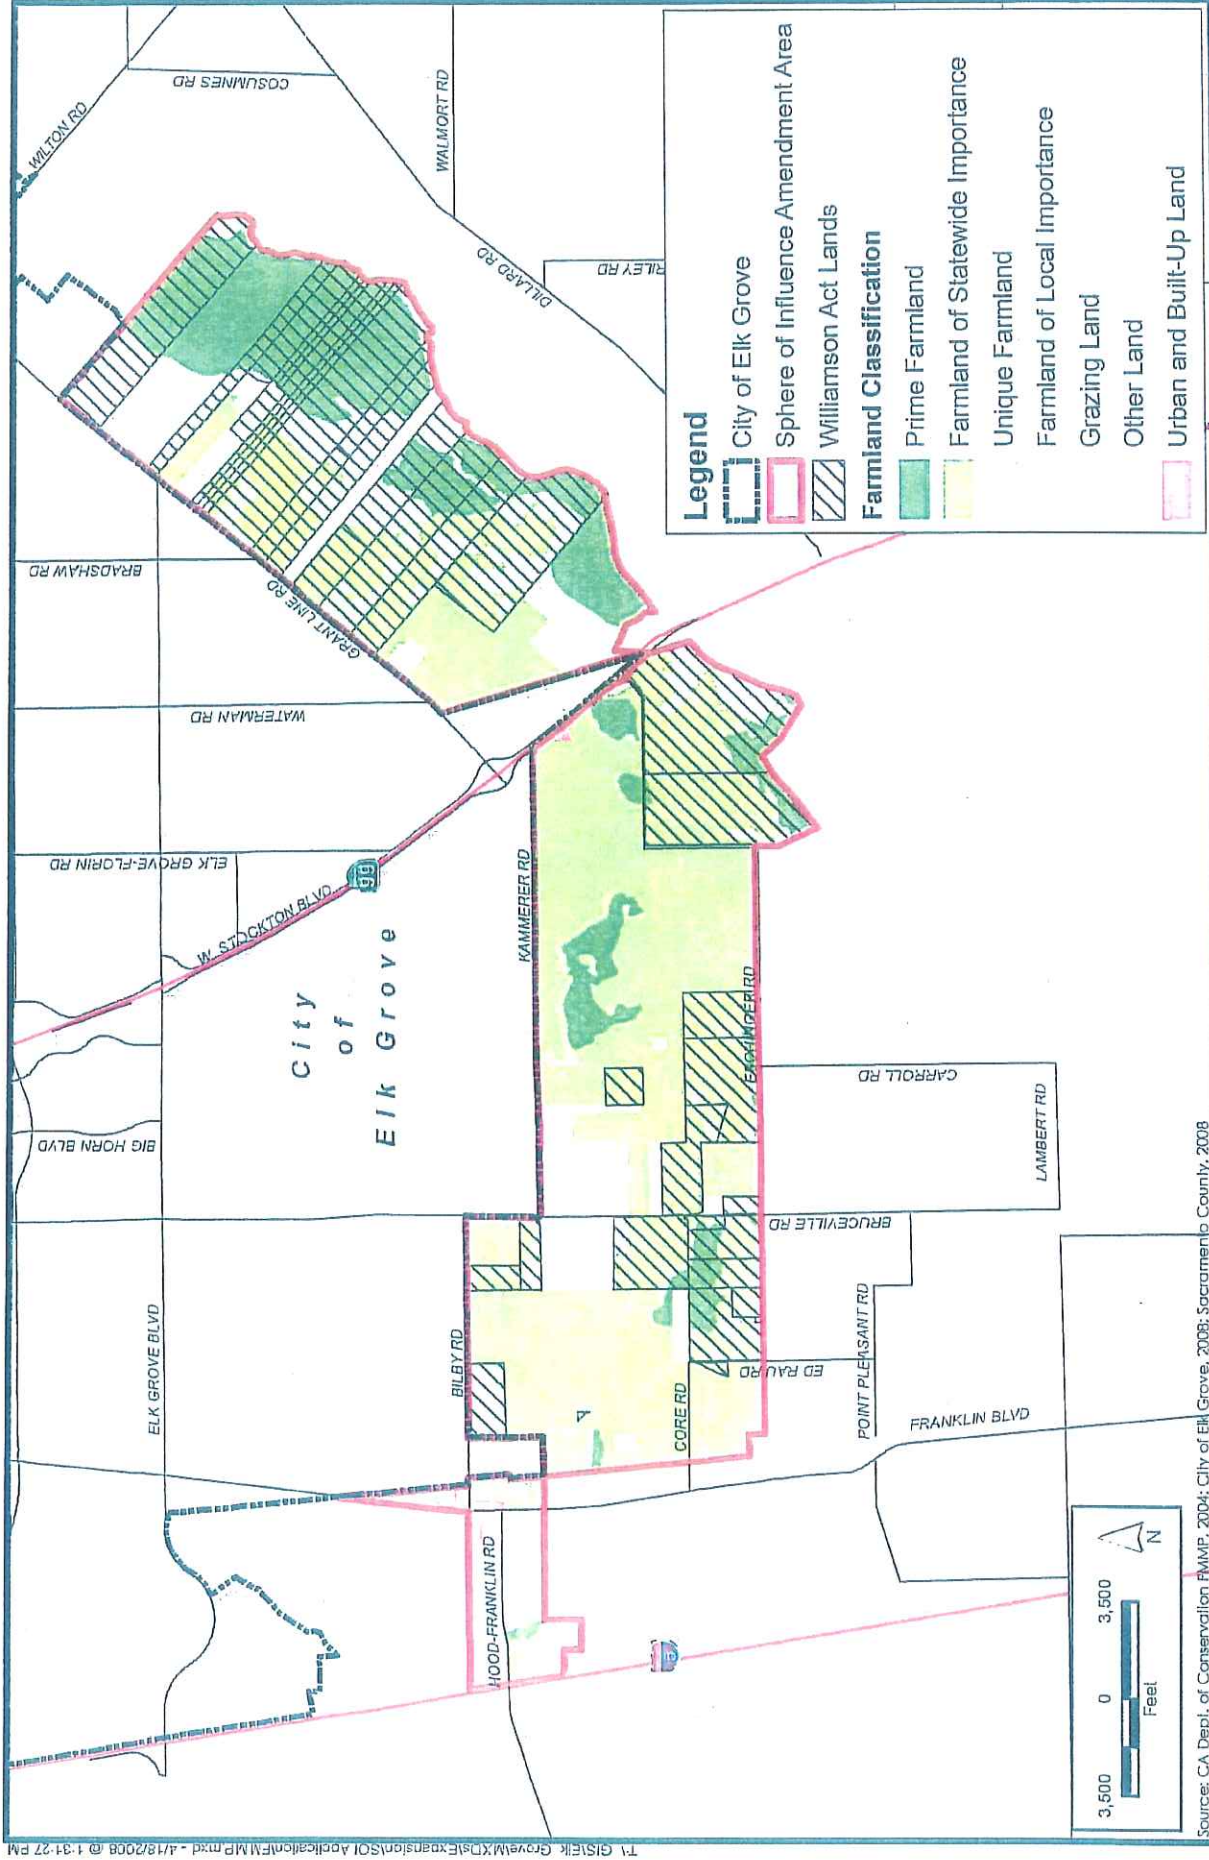 WILTON RD
COSUMNES RD
WALMORT RD
DILLARD RD
RILEY RD
BRADSHAW RD
GRANT LINE RD
WATERMAN RD
ELK GROVE-FLORIN RD
W. STOCKTON BLVD
99
City
of
Elk Grove
KAMMERER RD
BIG HORN BLVD
ELK GROVE BLVD
BILBY RD
BRUCEVILLE RD
CARROLL RD
LAMBERT RD
CORE RD
ED RAU RD
POINT PLEASANT RD
FRANKLIN BLVD
HOOD-FRANKLIN RD
5
Legend
City of Elk Grove
Sphere of Influence Amendment Area
Williamson Act Lands
Farmland Classification
Prime Farmland
Farmland of Statewide Importance
Unique Farmland
Farmland of Local Importance
Grazing Land
Other Land
Urban and Built-Up Land
3,500 0 3,500
Feet
N
Source: CA Dept. of Conservation FMMP, 2004; City of Elk Grove, 2008; Sacramento County, 2008
T:\_GIS\Elk_Grove\MXDs\Expansion\SOI Application\FMMP.mxd - 4/18/2008 @ 1:31:27 PM